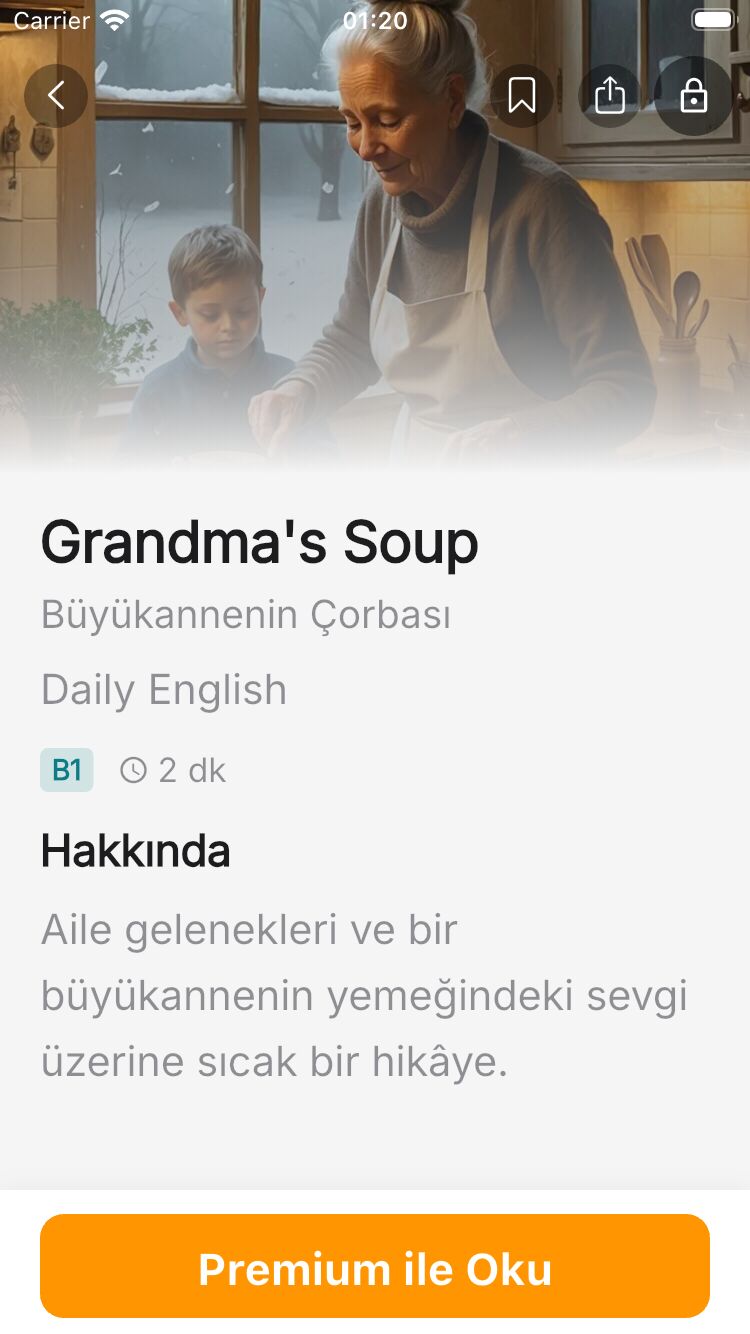 Carrier 01:20
Grandma's Soup
Büyükannenin Çorbası
Daily English
B1 2 dk
Hakkında
Aile gelenekleri ve bir
büyükannenin yemeğindeki sevgi
üzerine sıcak bir hikâye.
Premium ile Oku